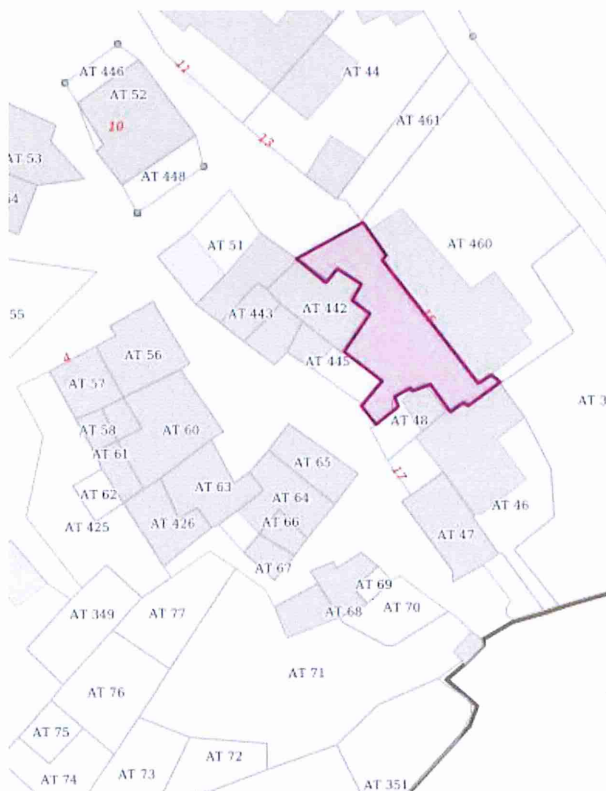 11
AT 446
AT 44
AT 52
10
AT 461
13
AT 53
AT 448
54
AT 51
AT 460
AT 442
AT 443
16
55
AT 56
4
AT 445
AT 57
AT 3
AT 48
AT 58
AT 60
AT 61
AT 65
17
AT 62
AT 63
AT 64
AT 46
AT 425
AT 426
AT 66
AT 47
AT 67
AT 69
AT 349
AT 77
AT 68
AT 70
AT 71
AT 76
AT 75
AT 72
AT 74
AT 73
AT 351